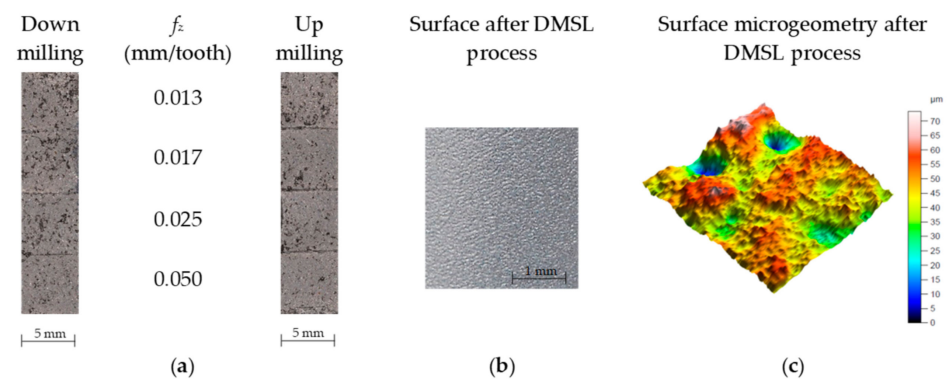 Down
milling
f_z
(mm/tooth)
Up
milling
Surface after DMSL
process
Surface microgeometry after
DMSL process
0.013
0.017
0.025
0.050
5 mm
5 mm
1 mm
µm
70
65
60
55
50
45
40
35
30
25
20
15
10
5
0
(a)
(b)
(c)